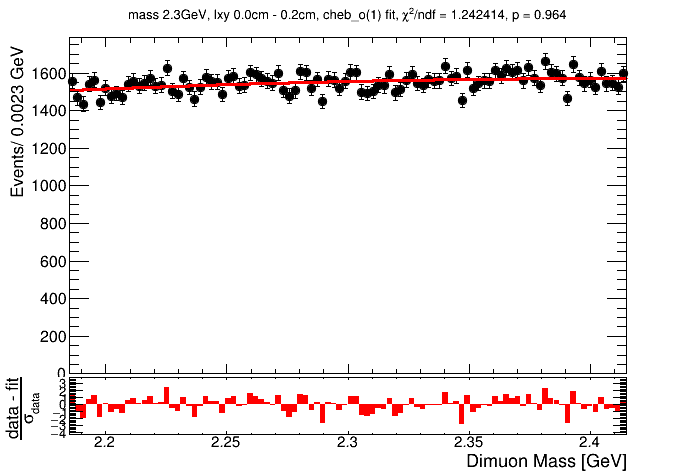 mass 2.3GeV, lxy 0.0cm - 0.2cm, cheb_o(1) fit, χ²/ndf = 1.242414, p = 0.964
Events/ 0.0023 GeV
1600
1400
1200
1000
800
600
400
200
0
data - fit
σdata
3
2
1
0
−1
−2
−3
−4
2.2 2.25 2.3 2.35 2.4
Dimuon Mass [GeV]